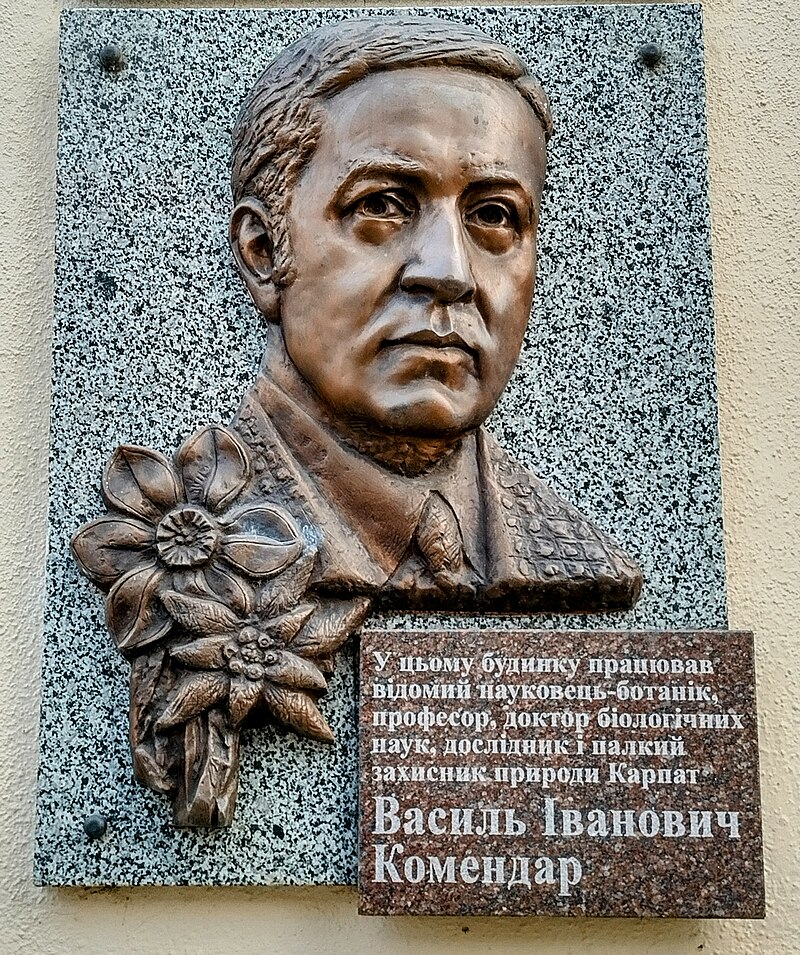 У цьому будинку працював
відомий науковець-ботанік,
професор, доктор біологічних
наук, дослідник і палкий
захисник природи Карпат
Василь Іванович
Комендар